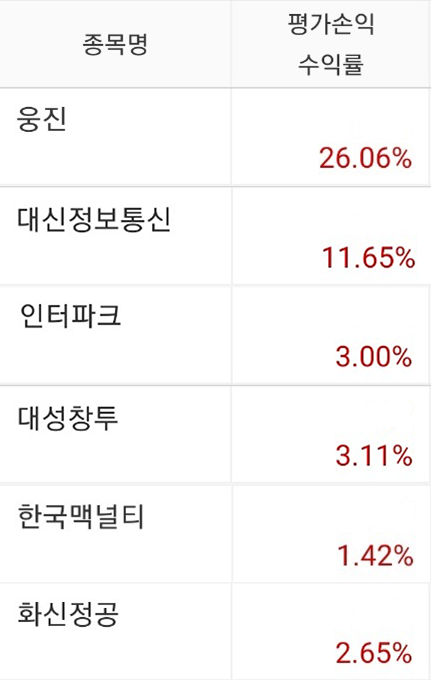 종목명
평가손익
수익률
웅진
26.06%
대신정보통신
11.65%
인터파크
3.00%
대성창투
3.11%
한국맥널티
1.42%
화신정공
2.65%